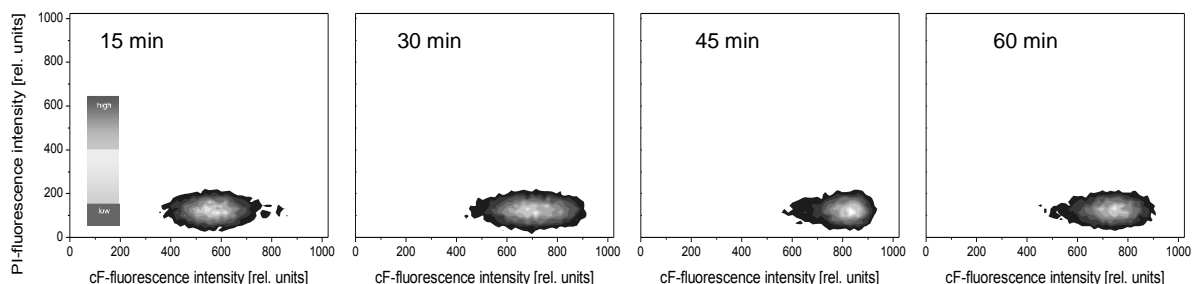 PI-fluorescence intensity [rel. units]
1000
800
600
400
200
0
15 min
high
low
0 200 400 600 800 1000
cF-fluorescence intensity [rel. units]
30 min
0 200 400 600 800 1000
cF-fluorescence intensity [rel. units]
45 min
0 200 400 600 800 1000
cF-fluorescence intensity [rel. units]
60 min
0 200 400 600 800 1000
cF-fluorescence intensity [rel. units]